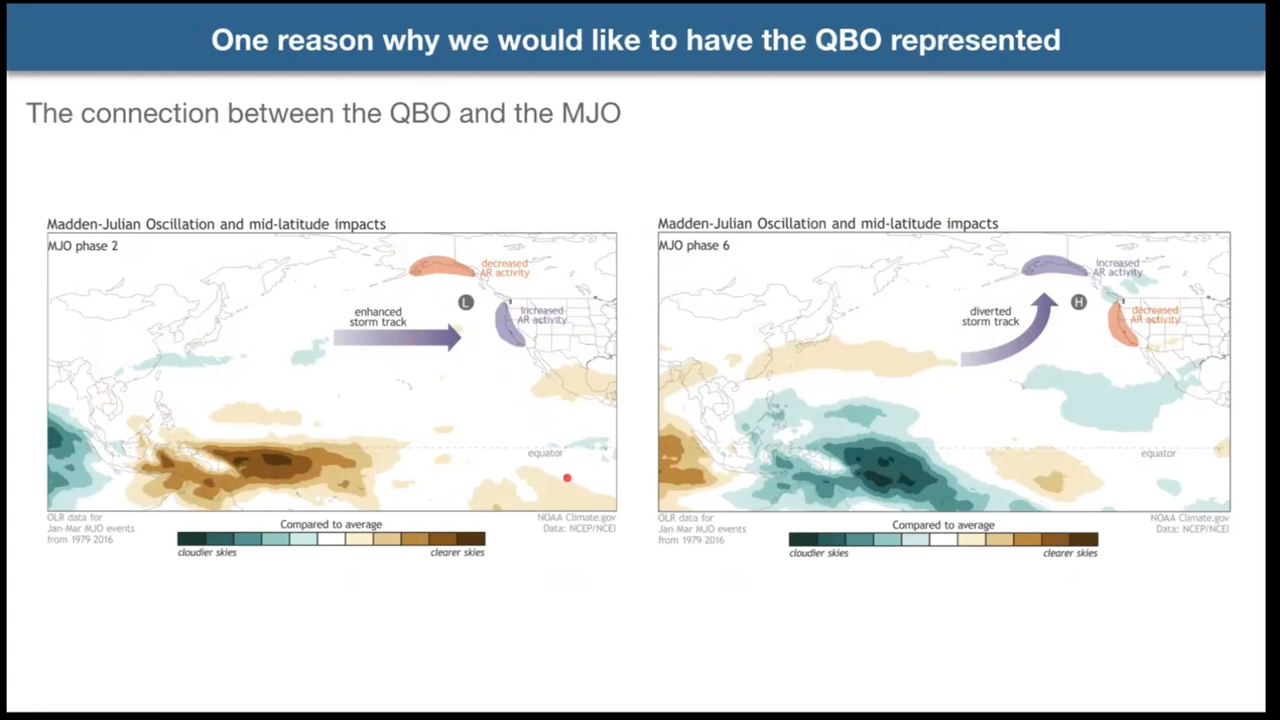 One reason why we would like to have the QBO represented
The connection between the QBO and the MJO
Madden-Julian Oscillation and mid-latitude impacts
MJO phase 2
decreased
AR activity
L
enhanced
storm track
increased
AR activity
equator
OLR data for
Jan-Mar MJO events
from 1979-2016
Compared to average
NOAA Climate.gov
Data: NCEP/NCEI
cloudier skies
clearer skies
Madden-Julian Oscillation and mid-latitude impacts
MJO phase 6
increased
AR activity
H
diverted
storm track
decreased
AR activity
equator
OLR data for
Jan-Mar MJO events
from 1979-2016
Compared to average
NOAA Climate.gov
Data: NCEP/NCEI
cloudier skies
clearer skies